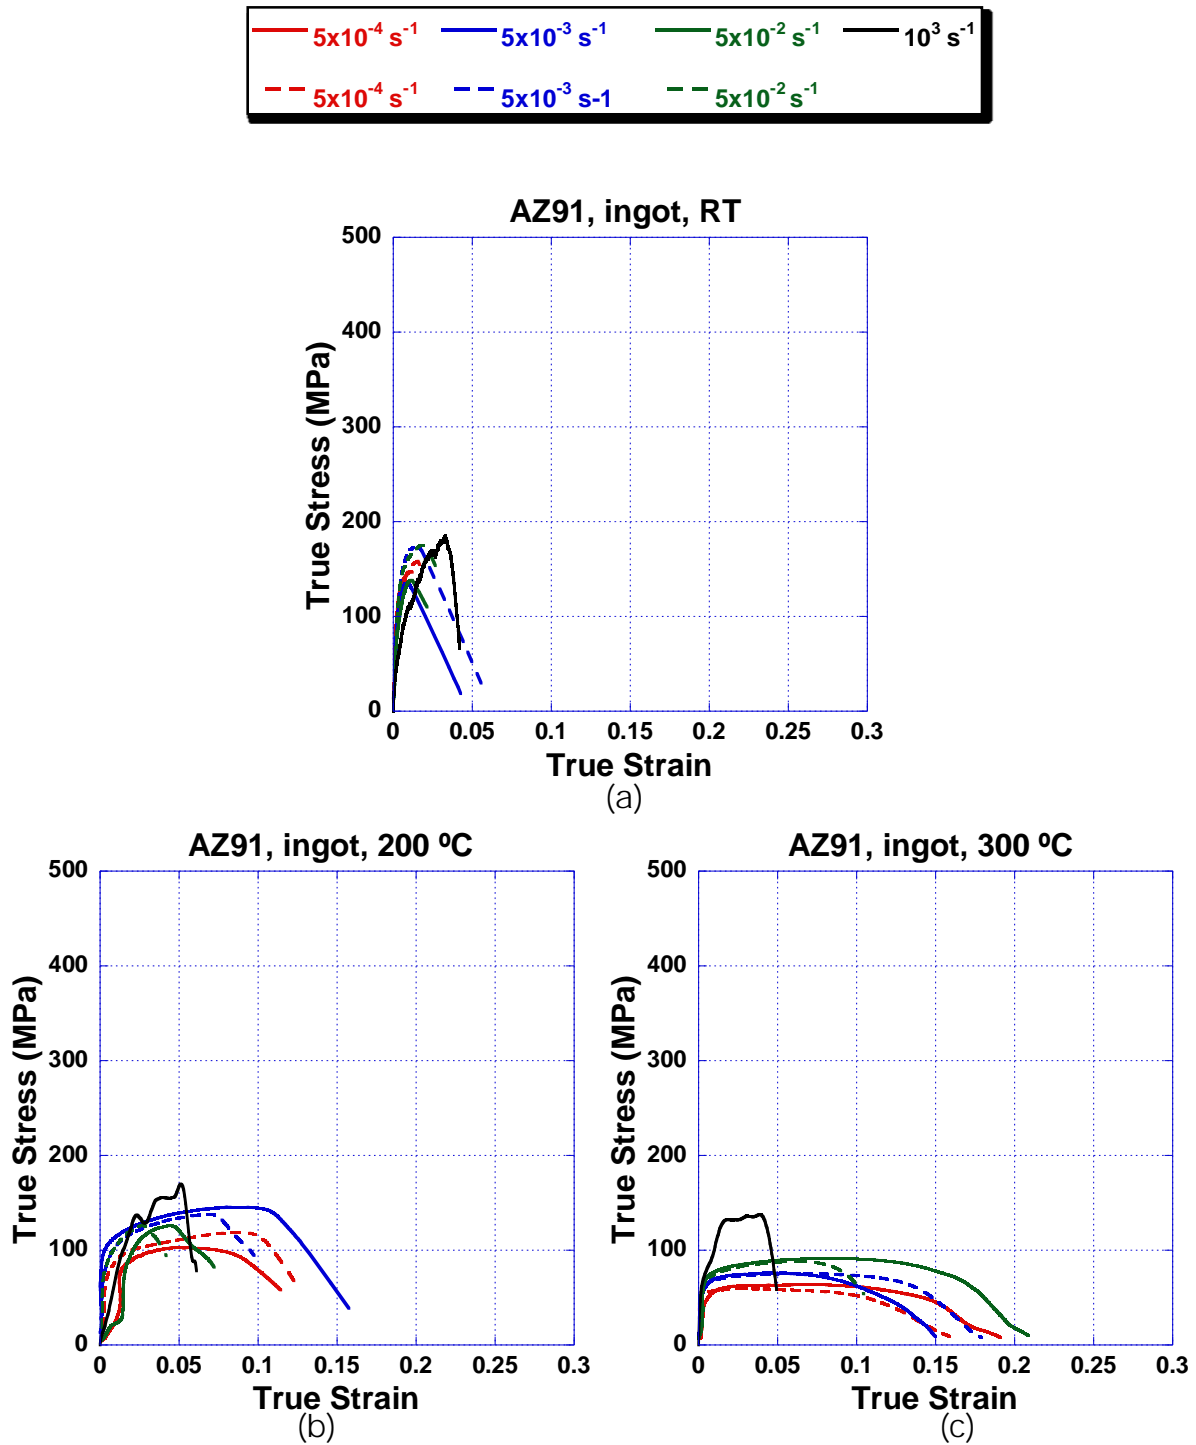 5x10-4 s-1 5x10-3 s-1 5x10-2 s-1 103 s-1
5x10-4 s-1 5x10-3 s-1 5x10-2 s-1
AZ91, ingot, RT
500
400
300
200
100
0
True Stress (MPa)
0 0.05 0.1 0.15 0.2 0.25 0.3
True Strain
(a)
AZ91, ingot, 200 ºC
500
400
300
200
100
0
True Stress (MPa)
0 0.05 0.1 0.15 0.2 0.25 0.3
True Strain
(b)
AZ91, ingot, 300 ºC
500
400
300
200
100
0
True Stress (MPa)
0 0.05 0.1 0.15 0.2 0.25 0.3
True Strain
(c)